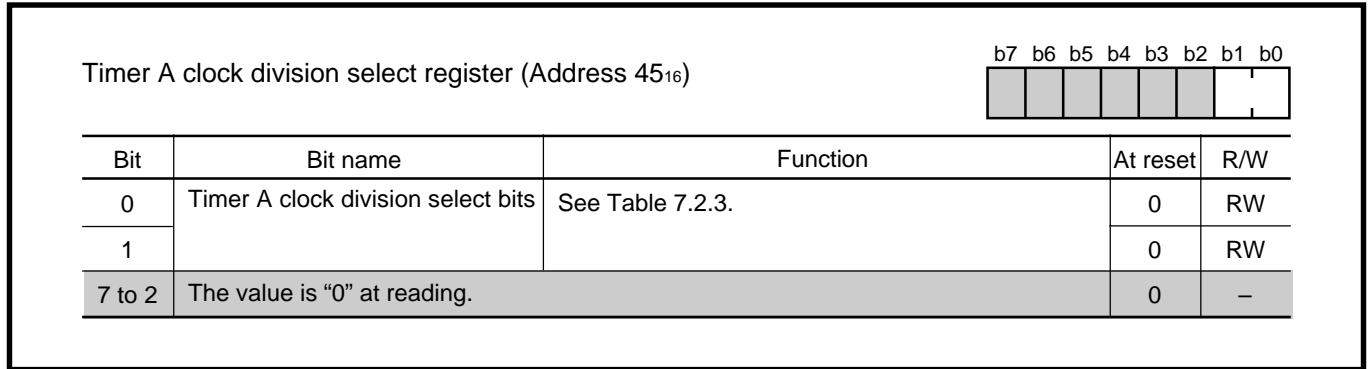 b7 b6 b5 b4 b3 b2 b1 b0
Timer A clock division select register (Address 45₁₆)
Bit Bit name Function At reset R/W
0 Timer A clock division select bits See Table 7.2.3. 0 RW
1 0 RW
7 to 2 The value is “0” at reading. 0 –